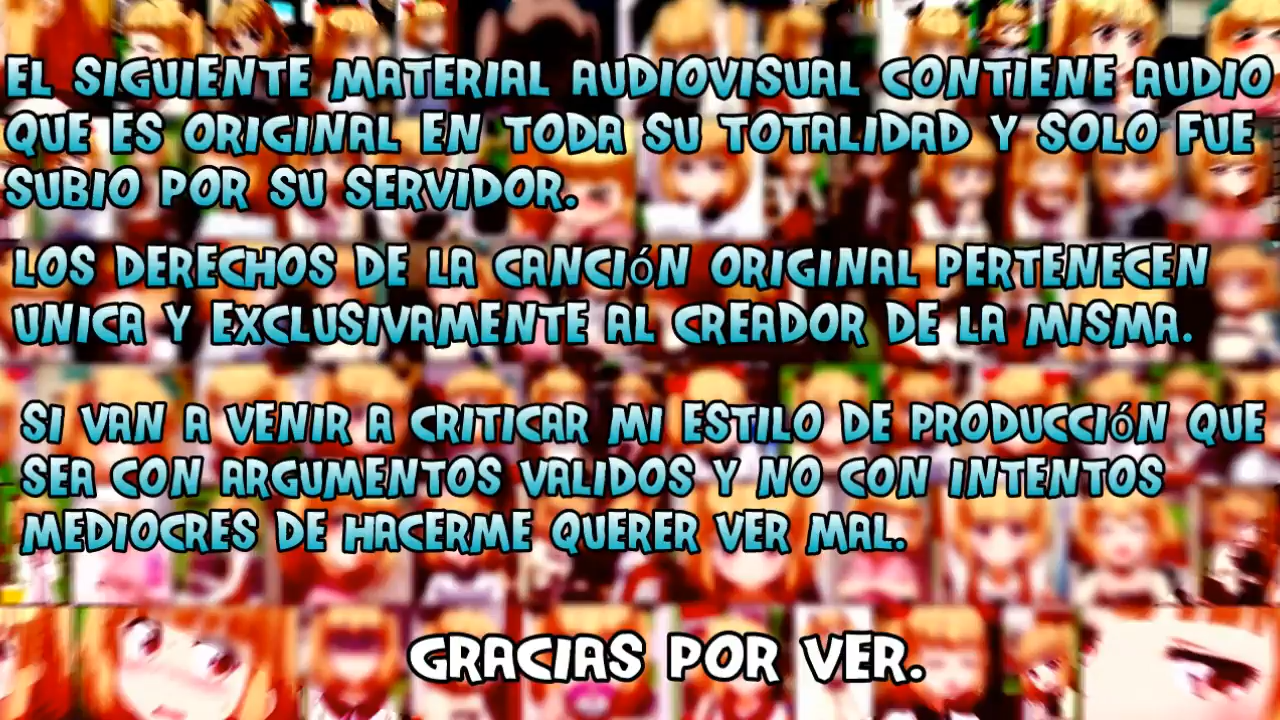 EL SIGUIENTE MATERIAL AUDIOVISUAL CONTIENE AUDIO
QUE ES ORIGINAL EN TODA SU TOTALIDAD Y SOLO FUE
SUBIO POR SU SERVIDOR.
LOS DERECHOS DE LA CANCIóN ORIGINAL PERTENECEN
UNICA Y EXCLUSIVAMENTE AL CREADOR DE LA MISMA.
SI VAN A VENIR A CRITICAR MI ESTILO DE PRODUCCIóN QUE
SEA CON ARGUMENTOS VALIDOS Y NO CON INTENTOS
MEDIOCRES DE HACERME QUERER VER MAL.
GRACIAS POR VER.